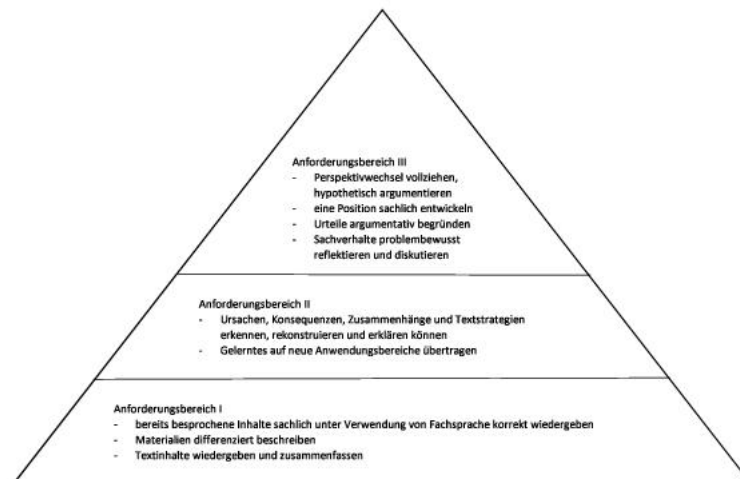 Anforderungsbereich III
- Perspektivwechsel vollziehen,
hypothetisch argumentieren
- eine Position sachlich entwickeln
- Urteile argumentativ begründen
- Sachverhalte problembewusst
reflektieren und diskutieren
Anforderungsbereich II
- Ursachen, Konsequenzen, Zusammenhänge und Textstrategien
erkennen, rekonstruieren und erklären können
- Gelerntes auf neue Anwendungsbereiche übertragen
Anforderungsbereich I
- bereits besprochene Inhalte sachlich unter Verwendung von Fachsprache korrekt wiedergeben
- Materialien differenziert beschreiben
- Textinhalte wiedergeben und zusammenfassen